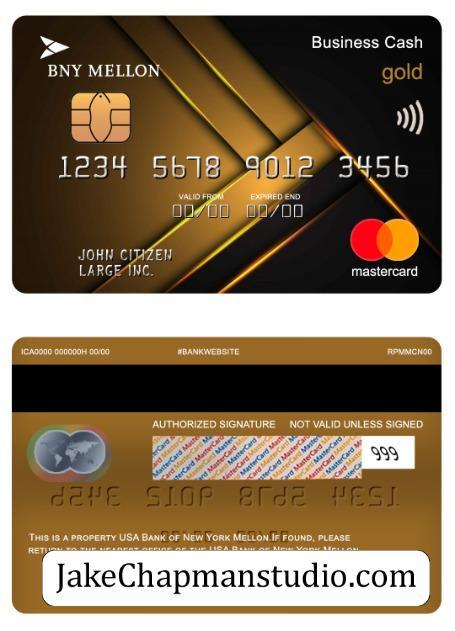 BNY MELLON
Business Cash
gold
1234 5678 9012 3456
VALID FROM EXPIRED END
00/00 00/00
JOHN CITIZEN
LARGE INC.
mastercard
ICA0000 000000H 00/00 #BANKWEBSITE RPMMCN00
AUTHORIZED SIGNATURE NOT VALID UNLESS SIGNED
MasterCard MasterCard MasterCard
999
THIS IS A PROPERTY USA BANK OF NEW YORK MELLON.IF FOUND, PLEASE
RETURN TO THE NEAREST OFFICE OF THE USA BANK OF NEW YORK MELLON
JakeChapmanstudio.com